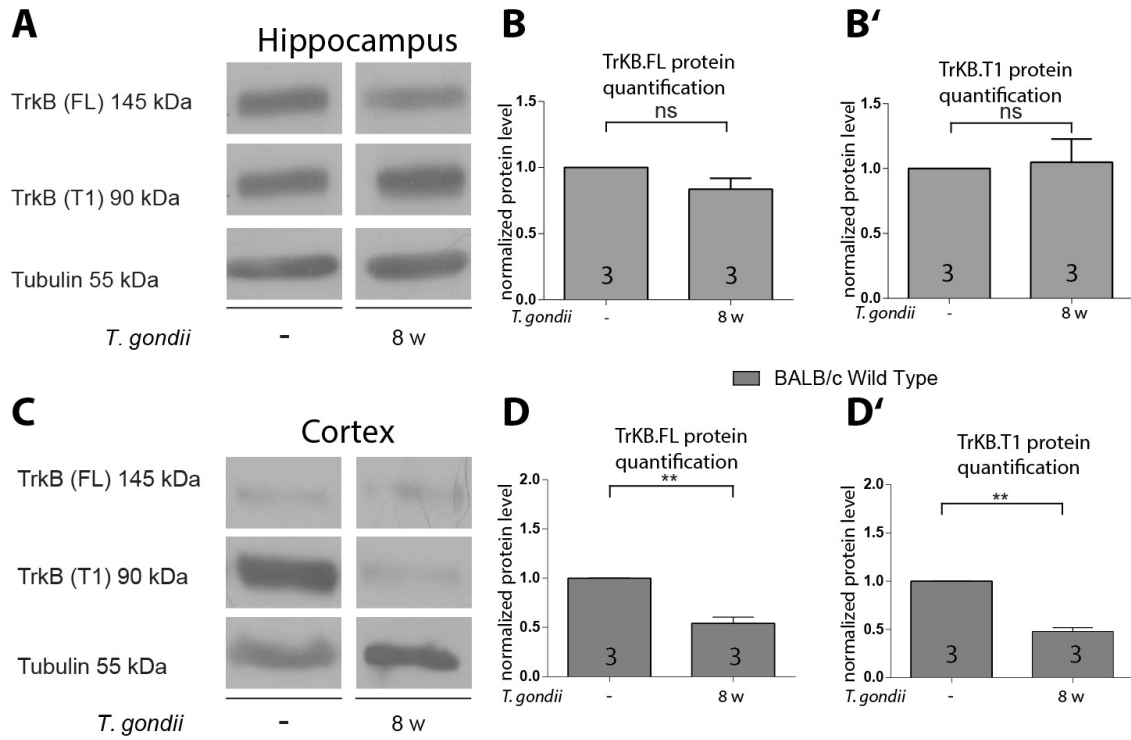 A
Hippocampus
TrkB (FL) 145 kDa
TrkB (T1) 90 kDa
Tubulin 55 kDa
T. gondii - 8 w
B
TrKB.FL protein
quantification
ns
normalized protein level
1.5
1.0
0.5
0.0
3 3
T. gondii - 8 w
B‘
TrKB.T1 protein
quantification
ns
normalized protein level
1.5
1.0
0.5
0.0
3 3
T. gondii - 8 w
BALB/c Wild Type
C
Cortex
TrkB (FL) 145 kDa
TrkB (T1) 90 kDa
Tubulin 55 kDa
T. gondii - 8 w
D
TrKB.FL protein
quantification
**
normalized protein level
2.0
1.5
1.0
0.5
0.0
3 3
T. gondii - 8 w
D‘
TrKB.T1 protein
quantification
**
normalized protein level
2.0
1.5
1.0
0.5
0.0
3 3
T. gondii - 8 w